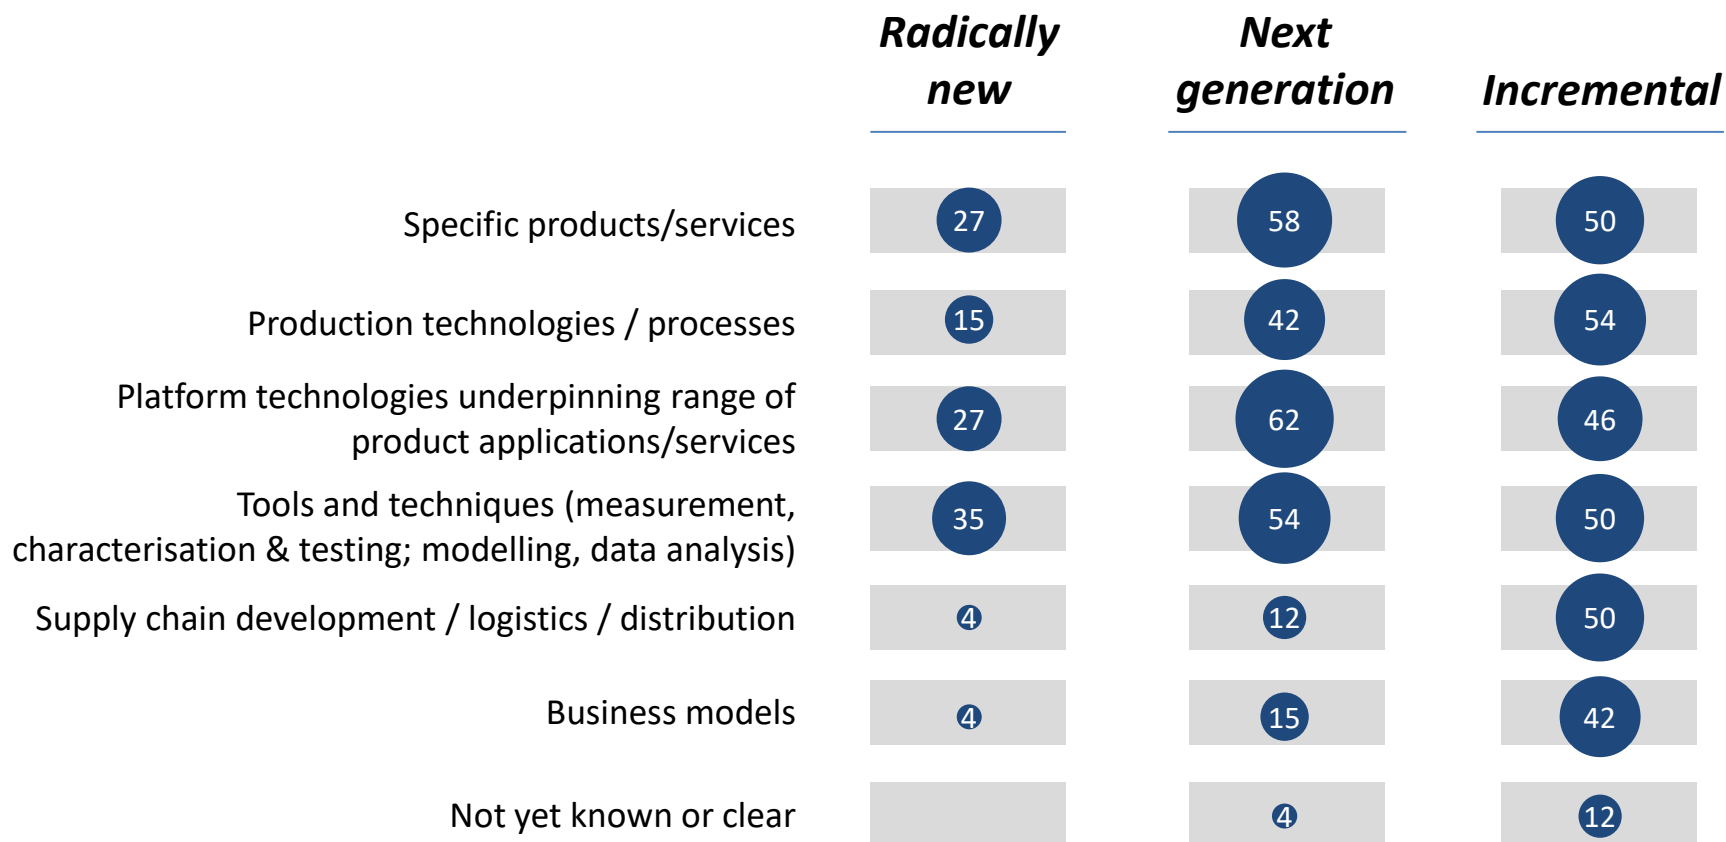 Radically
new
Next
generation
Incremental
Specific products/services
27
58
50
Production technologies / processes
15
42
54
Platform technologies underpinning range of
product applications/services
27
62
46
Tools and techniques (measurement,
characterisation & testing; modelling, data analysis)
35
54
50
Supply chain development / logistics / distribution
4
12
50
Business models
4
15
42
Not yet known or clear
4
12